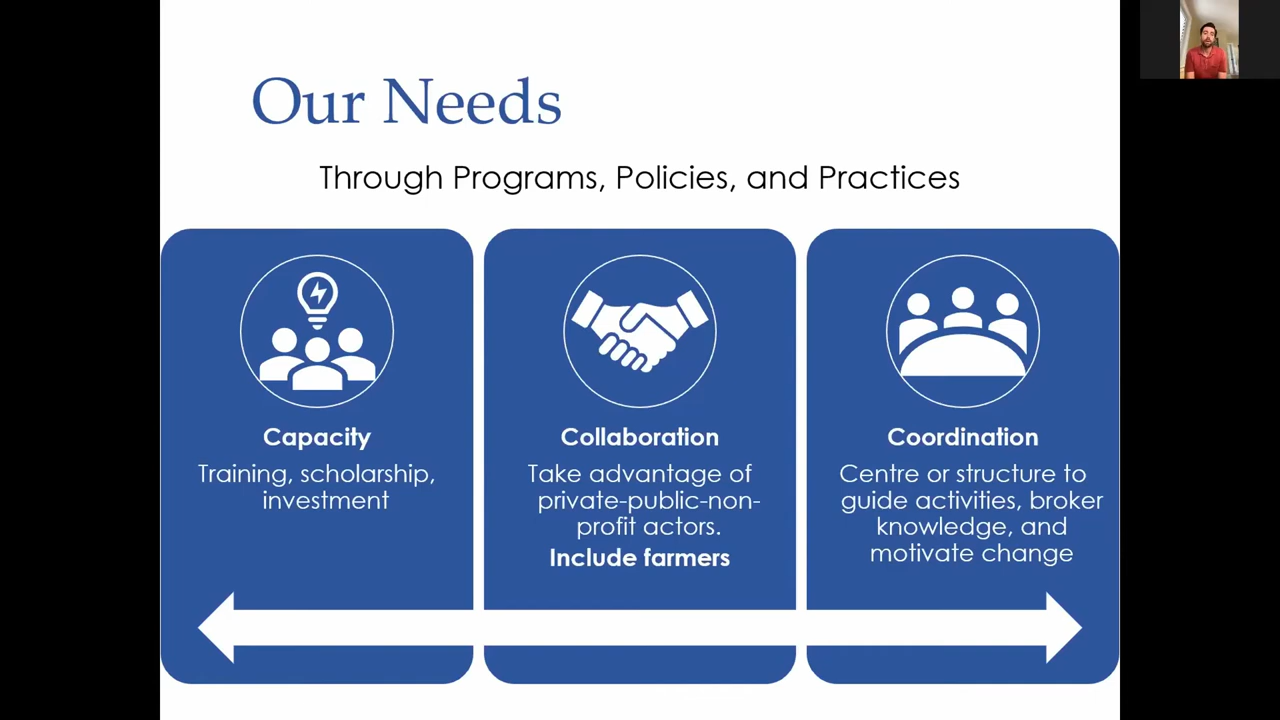 Our Needs
Through Programs, Policies, and Practices
Capacity
Training, scholarship,
investment
Collaboration
Take advantage of
private-public-non-
profit actors.
Include farmers
Coordination
Centre or structure to
guide activities, broker
knowledge, and
motivate change